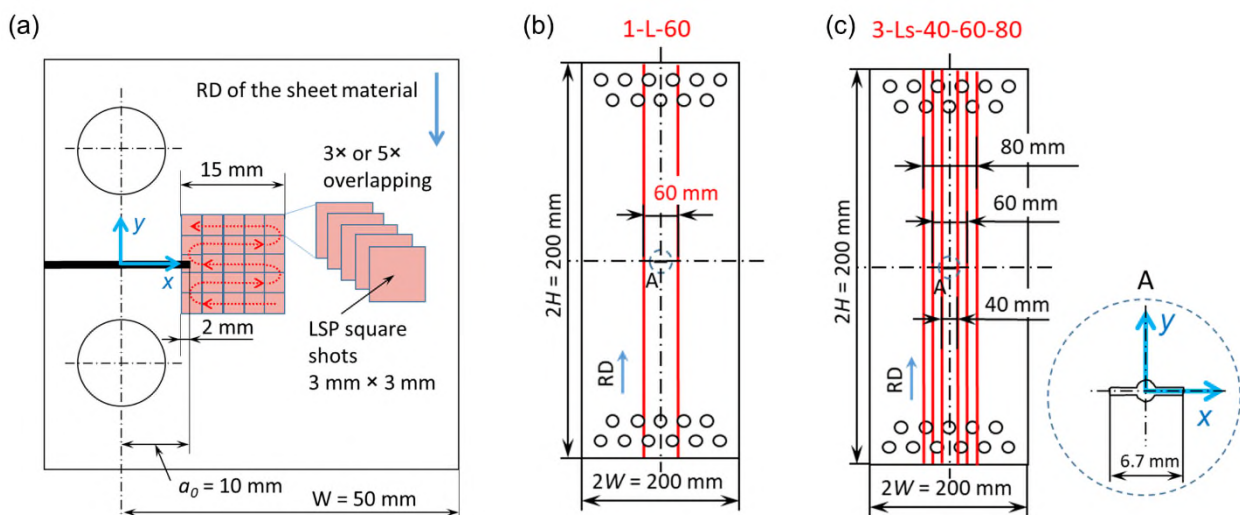 (a)
RD of the sheet material
15 mm
3× or 5×
overlapping
y
x
2 mm
LSP square
shots
3 mm × 3 mm
a0 = 10 mm
W = 50 mm
(b)
1-L-60
60 mm
2H = 200 mm
A
RD
2W = 200 mm
(c)
3-Ls-40-60-80
80 mm
60 mm
2H = 200 mm
A
40 mm
RD
2W = 200 mm
A
y
x
6.7 mm